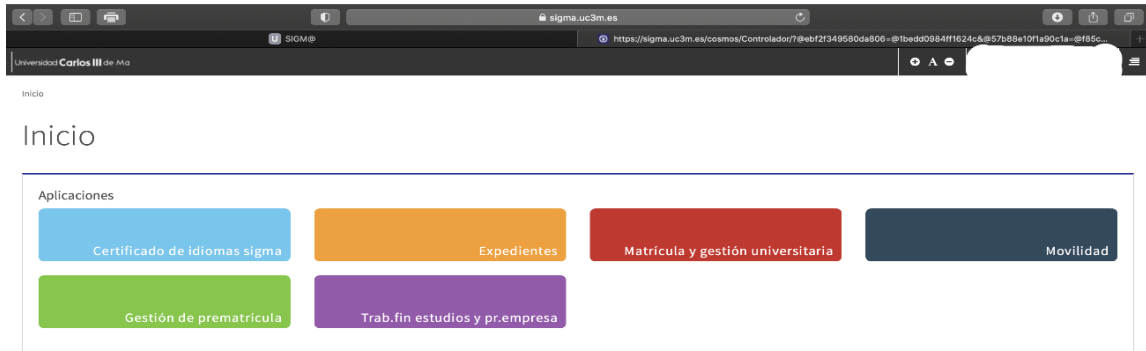 sigma.uc3m.es
SIGM@
https://sigma.uc3m.es/cosmos/Controlador/?@ebf2f349580da806=@1bedd0984ff1624c&@57b88e10f1a90c1a=@f85c...
Universidad Carlos III de Ma
A
Inicio
Inicio
Aplicaciones
Certificado de idiomas sigma
Expedientes
Matrícula y gestión universitaria
Movilidad
Gestión de prematrícula
Trab.fin estudios y pr.empresa